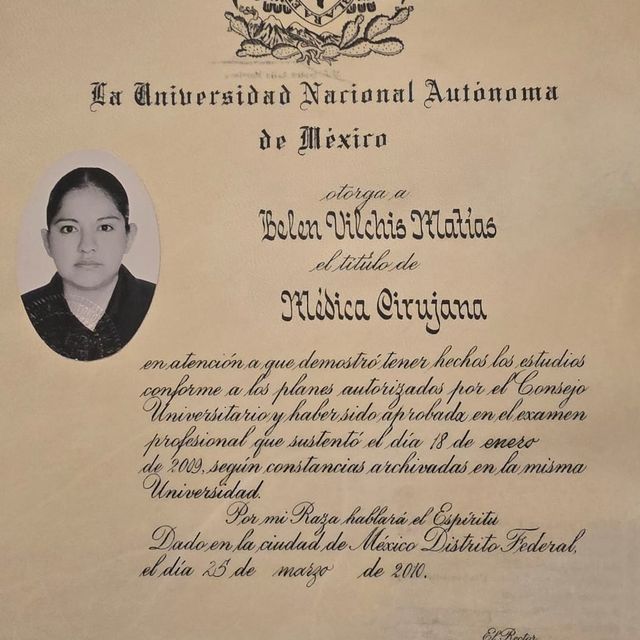 La Universidad Nacional Autónoma
de México
otorga a
Belen Vilchis Matías
el título de
Médica Cirujana
en atención a que demostró tener hechos los estudios
conforme a los planes autorizados por el Consejo
Universitario y haber sido aprobada en el examen
profesional que sustentó el día 18 de enero
de 2009, según constancias archivadas en la misma
Universidad.
Por mi Raza hablará el Espíritu
Dado en la ciudad de México Distrito Federal,
el día 25 de marzo de 2010.
El Rector